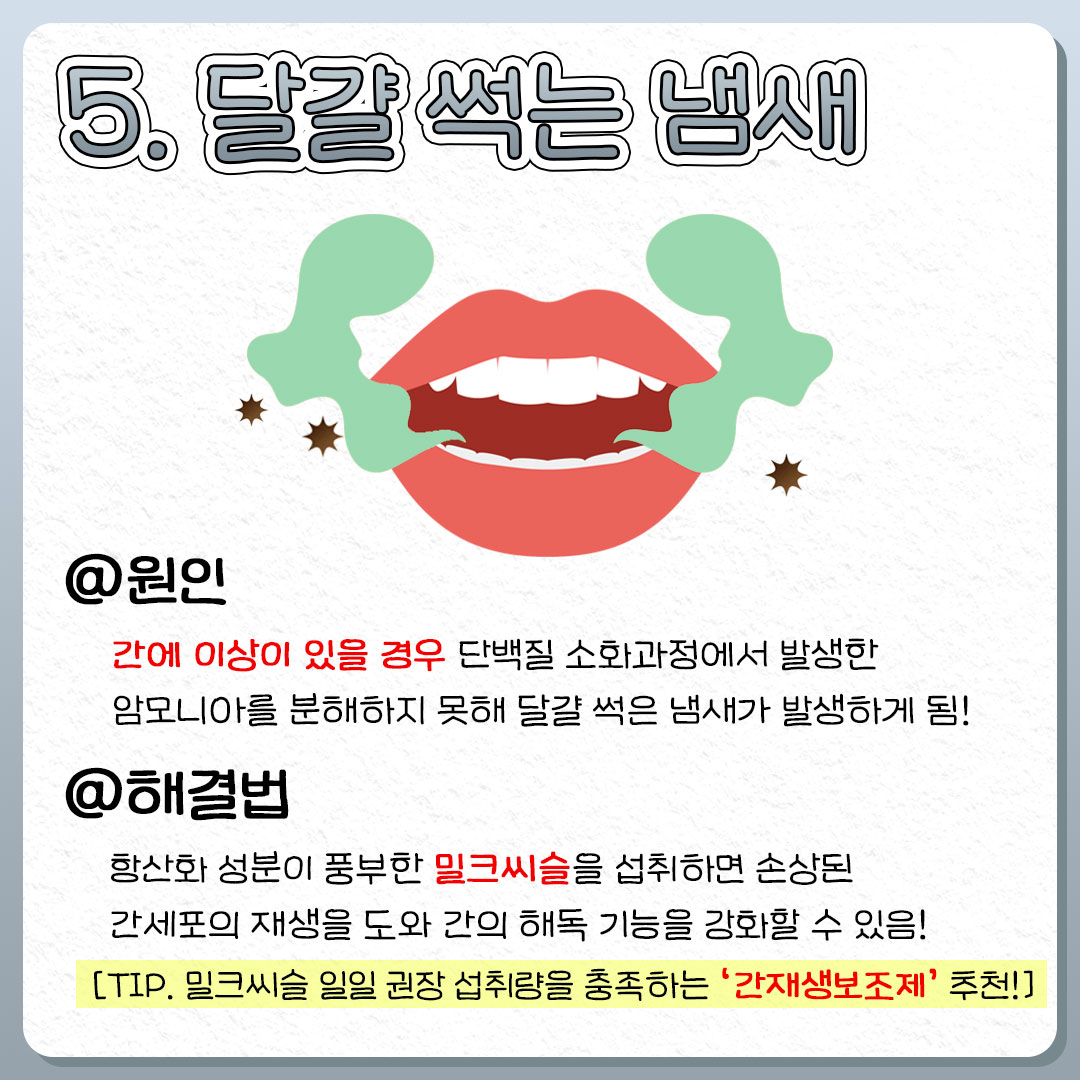 5. 달걀 썩는 냄새
@원인
간에 이상이 있을 경우 단백질 소화과정에서 발생한
암모니아를 분해하지 못해 달걀 썩은 냄새가 발생하게 됨!
@해결법
항산화 성분이 풍부한 밀크씨슬을 섭취하면 손상된
간세포의 재생을 도와 간의 해독 기능을 강화할 수 있음!
[TIP. 밀크씨슬 일일 권장 섭취량을 충족하는 ‘간재생보조제’ 추천!]